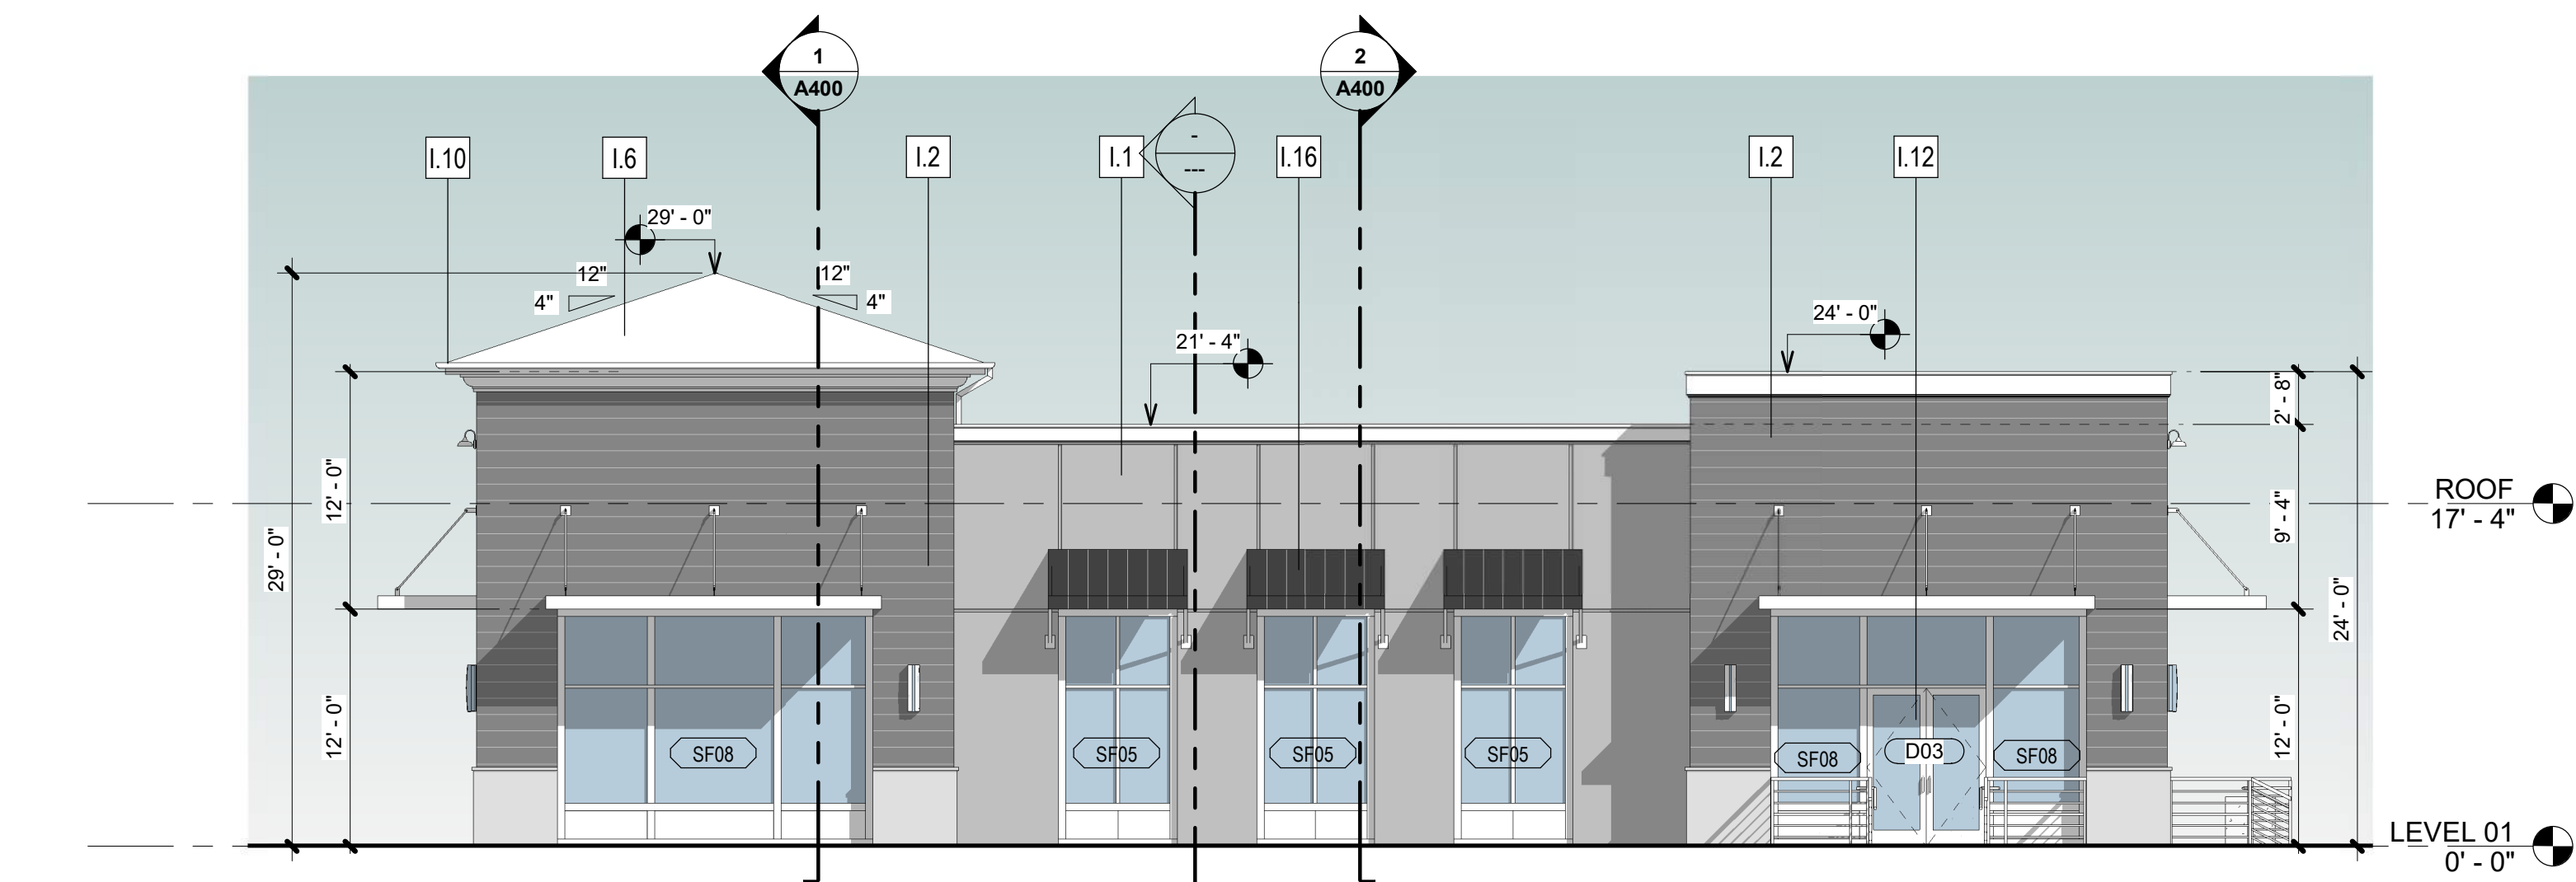 1
A400
2
A400
-
---
I.10
I.6
I.2
I.1
I.16
I.2
I.12
29' - 0"
12"
4"
12"
4"
21' - 4"
24' - 0"
2' - 8"
12' - 0"
9' - 4"
ROOF
17' - 4"
29' - 0"
24' - 0"
12' - 0"
12' - 0"
SF08
SF05
SF05
SF05
SF08
D03
SF08
LEVEL 01
0' - 0"